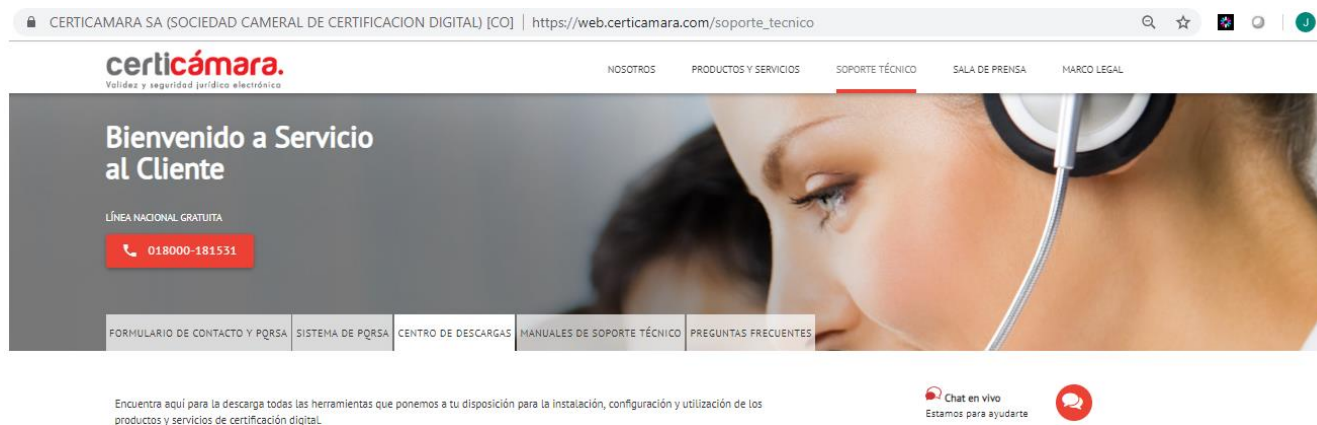 CERTICAMARA SA (SOCIEDAD CAMERAL DE CERTIFICACION DIGITAL) [CO] | https://web.certicamara.com/soporte_tecnico
J
certicámara.
Validez y seguridad jurídica electrónica
NOSOTROS PRODUCTOS Y SERVICIOS SOPORTE TÉCNICO SALA DE PRENSA MARCO LEGAL
Bienvenido a Servicio
al Cliente
LÍNEA NACIONAL GRATUITA
018000-181531
FORMULARIO DE CONTACTO Y PQRSA SISTEMA DE PQRSA CENTRO DE DESCARGAS MANUALES DE SOPORTE TÉCNICO PREGUNTAS FRECUENTES
Encuentra aquí para la descarga todas las herramientas que ponemos a tu disposición para la instalación, configuración y utilización de los
productos y servicios de certificación digital.
Chat en vivo
Estamos para ayudarte